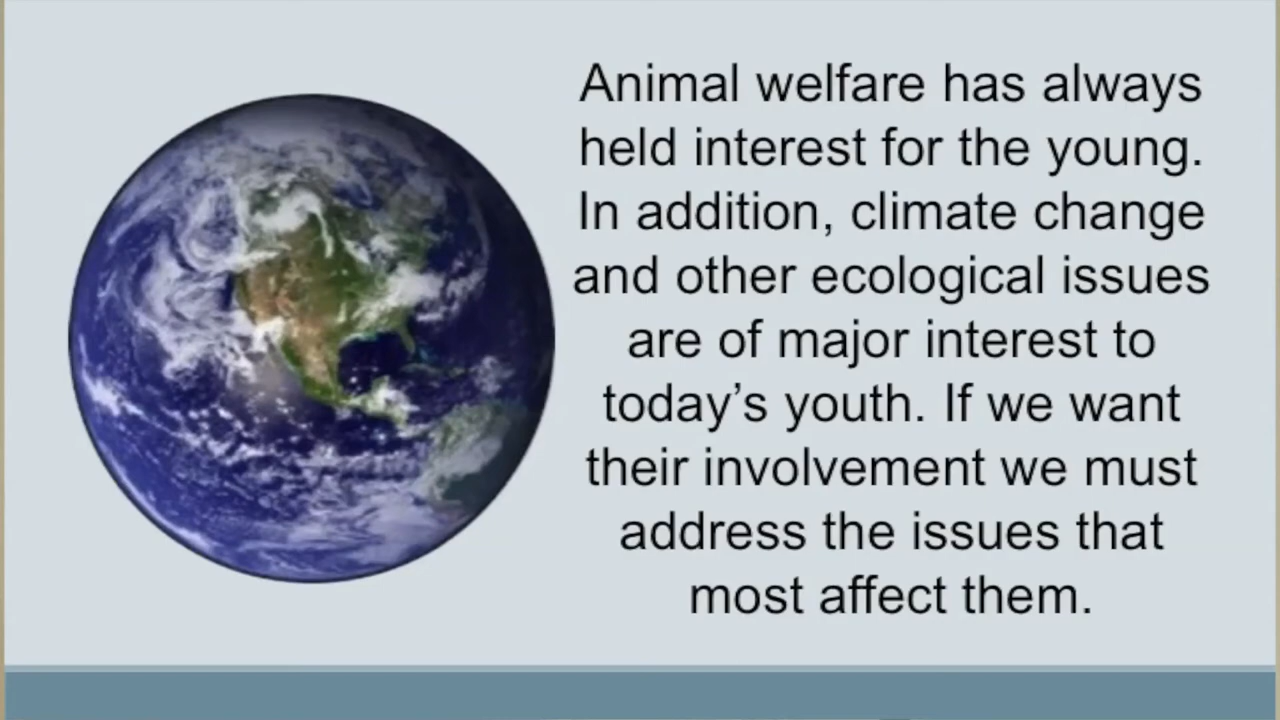 Animal welfare has always
held interest for the young.
In addition, climate change
and other ecological issues
are of major interest to
today’s youth. If we want
their involvement we must
address the issues that
most affect them.